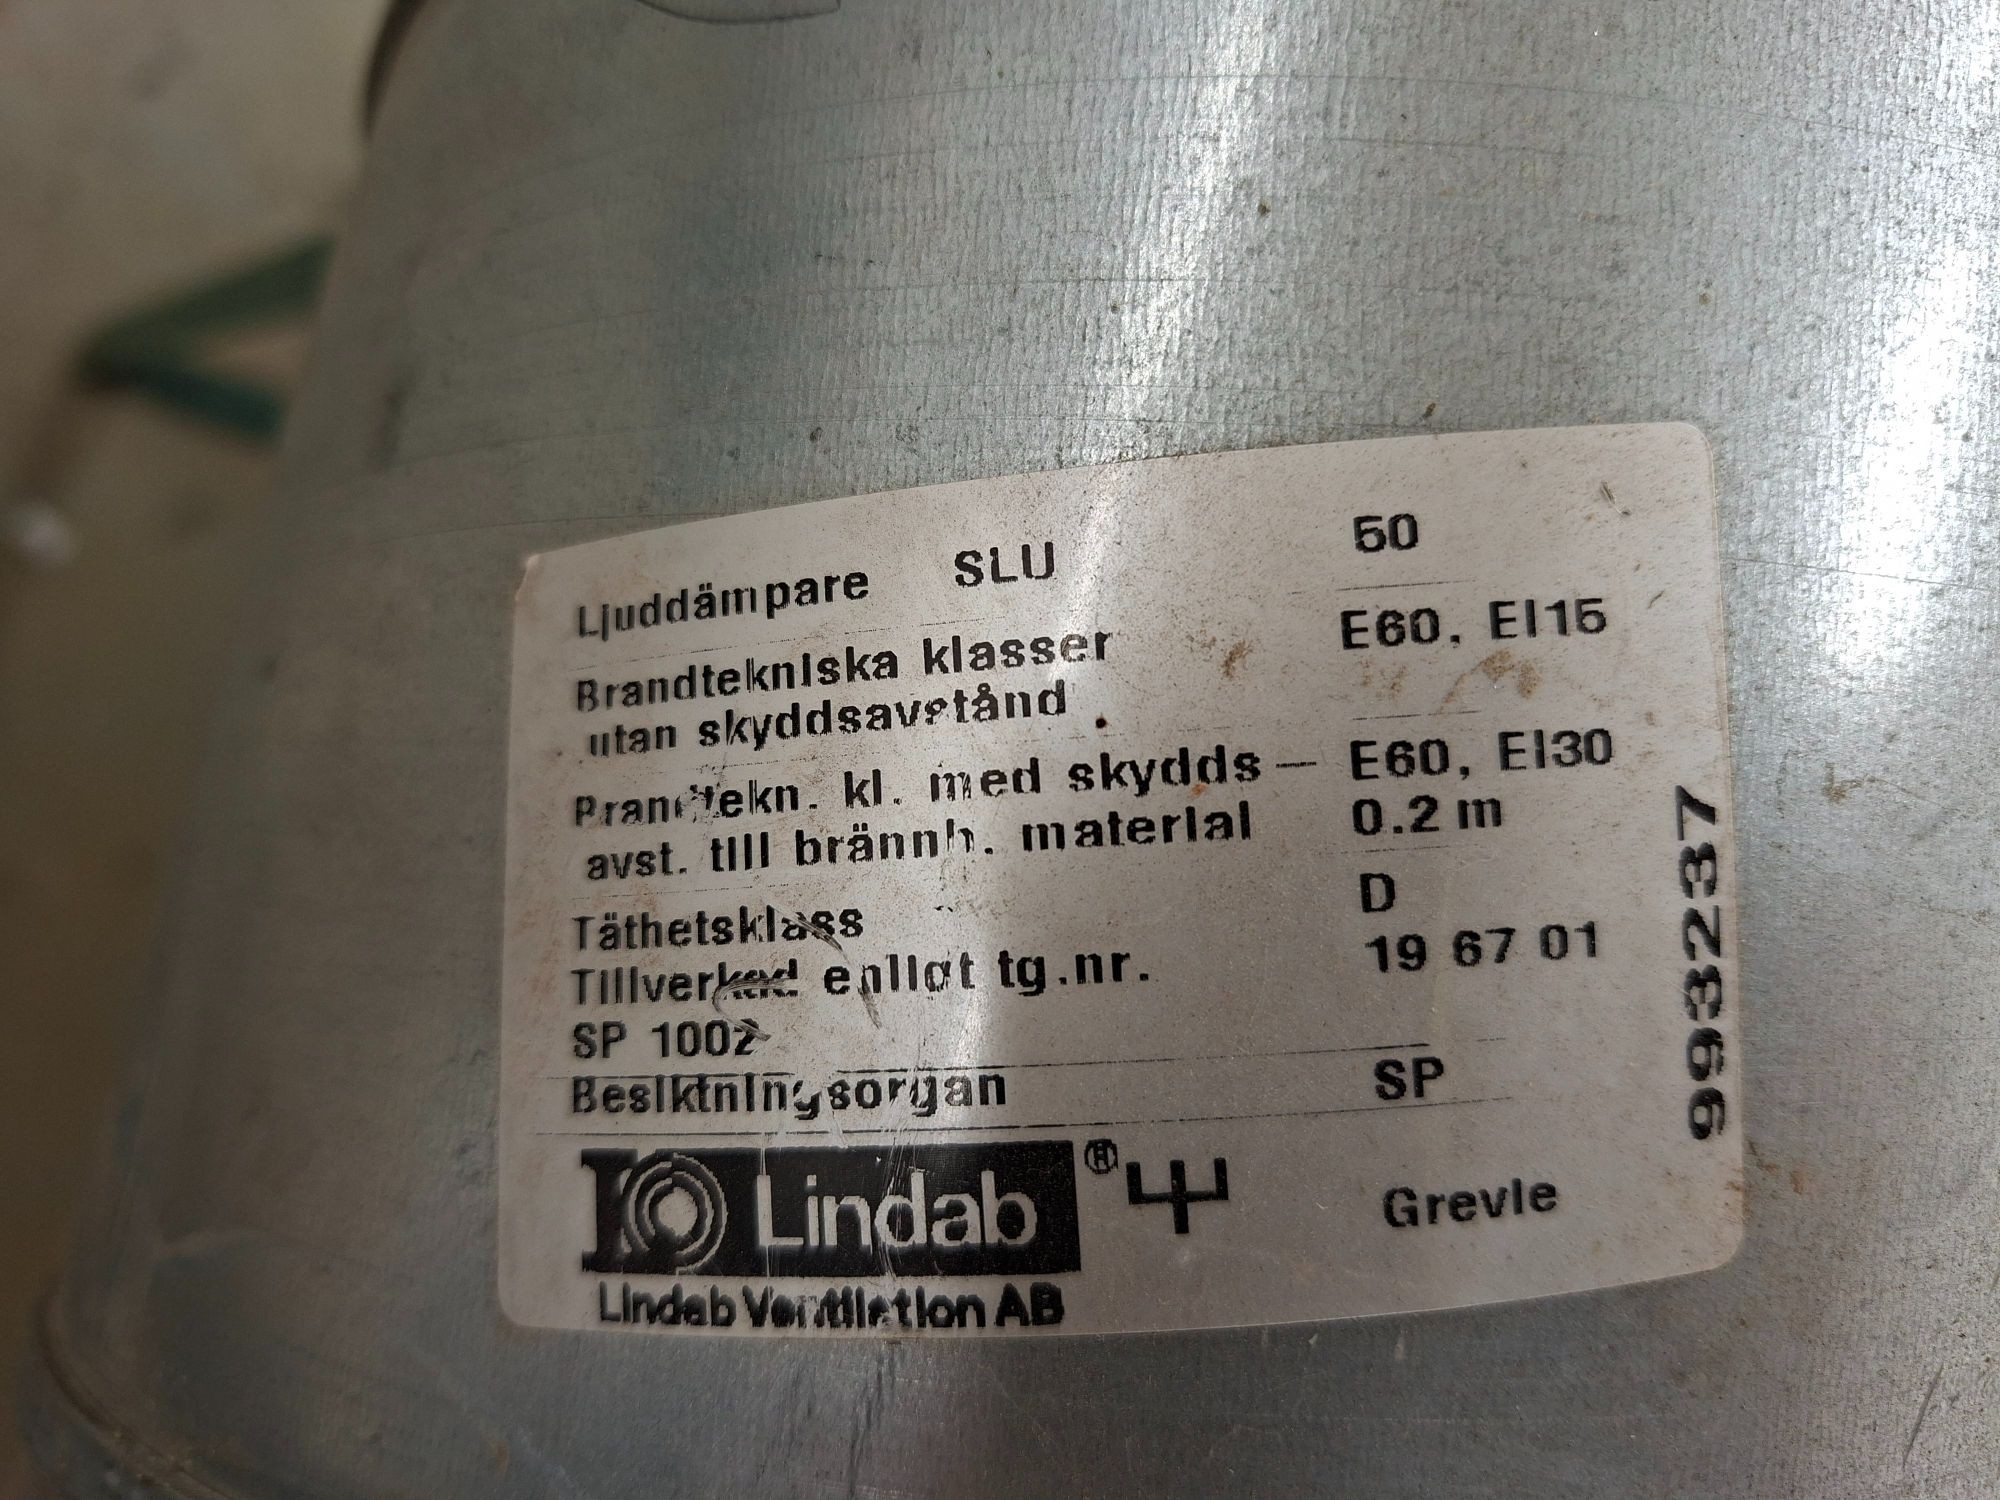 Ljuddämpare SLU 50
Brandtekniska klasser E60, EI15
utan skyddsavstånd
Brandtekn. kl. med skydds- E60, EI30
avst. till brännb. material 0.2 m
Täthetsklass D
Tillverkad enligt tg.nr. 19 67 01
SP 1002
Besiktningsorgan SP
Lindab® Grevie
Lindab Ventilation AB
993237